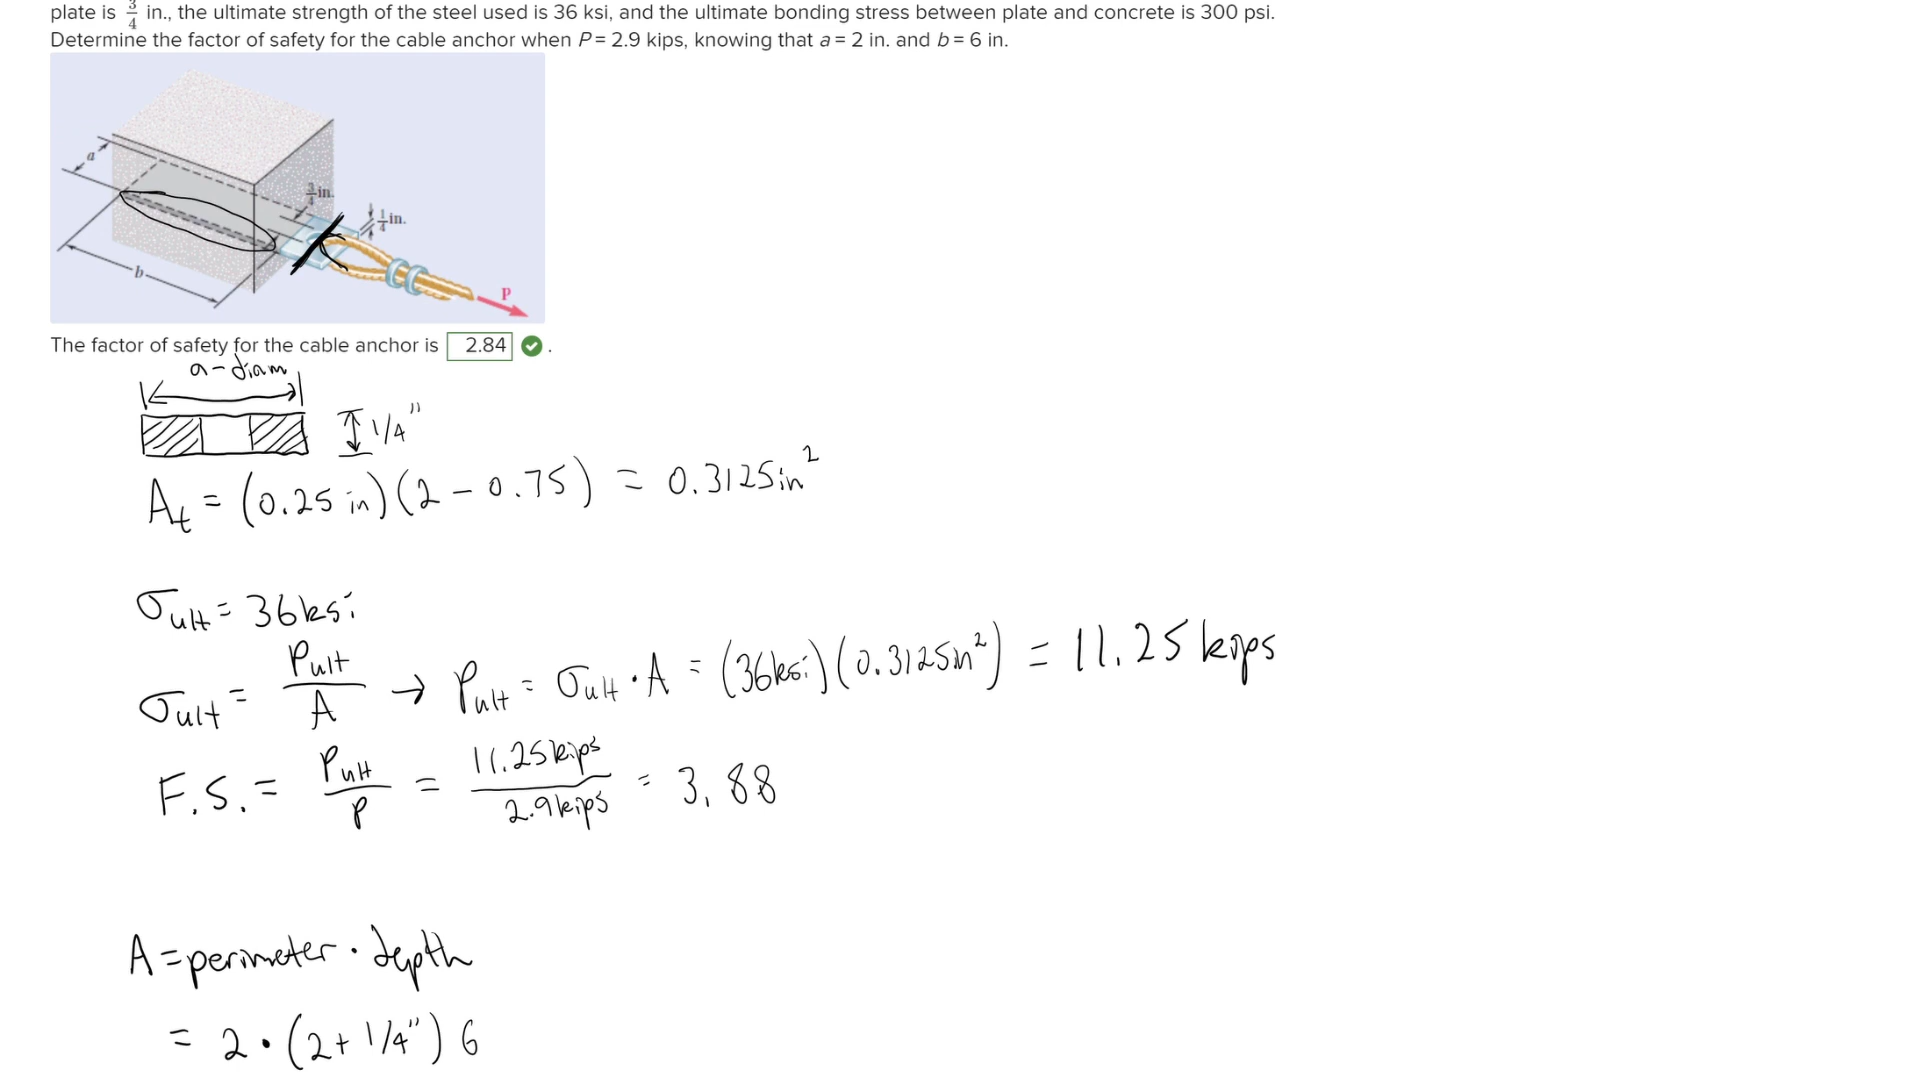 plate is 3/4 in., the ultimate strength of the steel used is 36 ksi, and the ultimate bonding stress between plate and concrete is 300 psi.
Determine the factor of safety for the cable anchor when P = 2.9 kips, knowing that a = 2 in. and b = 6 in.
a
3/4 in.
1/4 in.
b
P
The factor of safety for the cable anchor is 2.84 .
a - diam
1/4"
At = (0.25 in)(2 - 0.75) = 0.3125in²
σult = 36ksi
σult = Pult/A → Pult = σult · A = (36ksi)(0.3125in²) = 11.25 kips
F.S. = Pult/P = 11.25kips/2.9kips = 3.88
A = perimeter · depth
= 2 · (2 + 1/4") 6